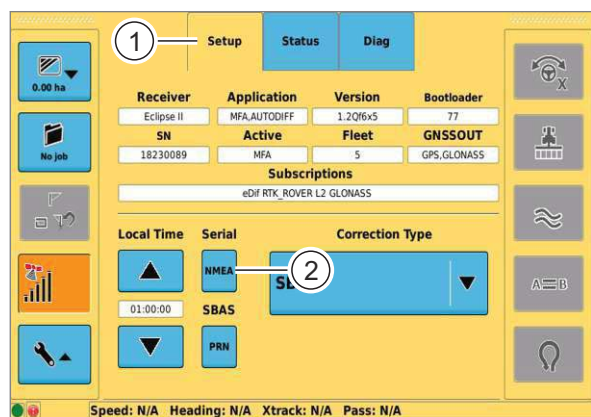 1
Setup Status Diag
0.00 ha
Receiver Application Version Bootloader
Eclipse II MFA,AUTODIFF 1.2Qf6x5 77
No job
SN Active Fleet GNSSOUT
18230089 MFA 5 GPS,GLONASS
Subscriptions
eDif RTK_ROVER L2 GLONASS
Local Time Serial Correction Type
NMEA 2
01:00:00 SBAS
A=B
PRN
Speed: N/A Heading: N/A Xtrack: N/A Pass: N/A